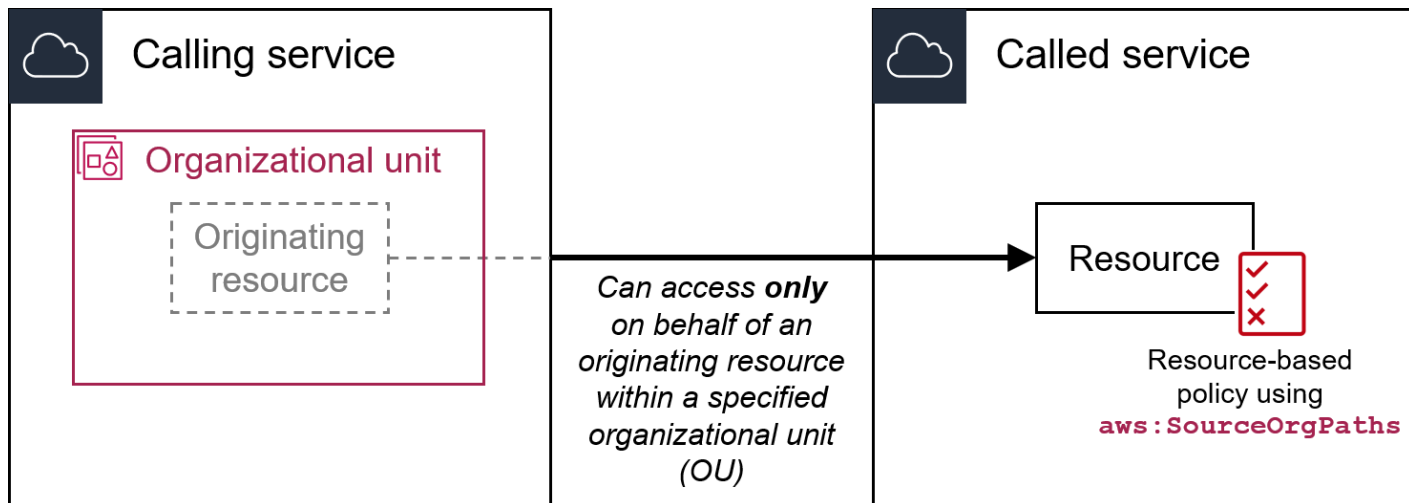 Calling service
Organizational unit
Originating
resource
Can access only
on behalf of an
originating resource
within a specified
organizational unit
(OU)
Called service
Resource
Resource-based
policy using
aws:SourceOrgPaths